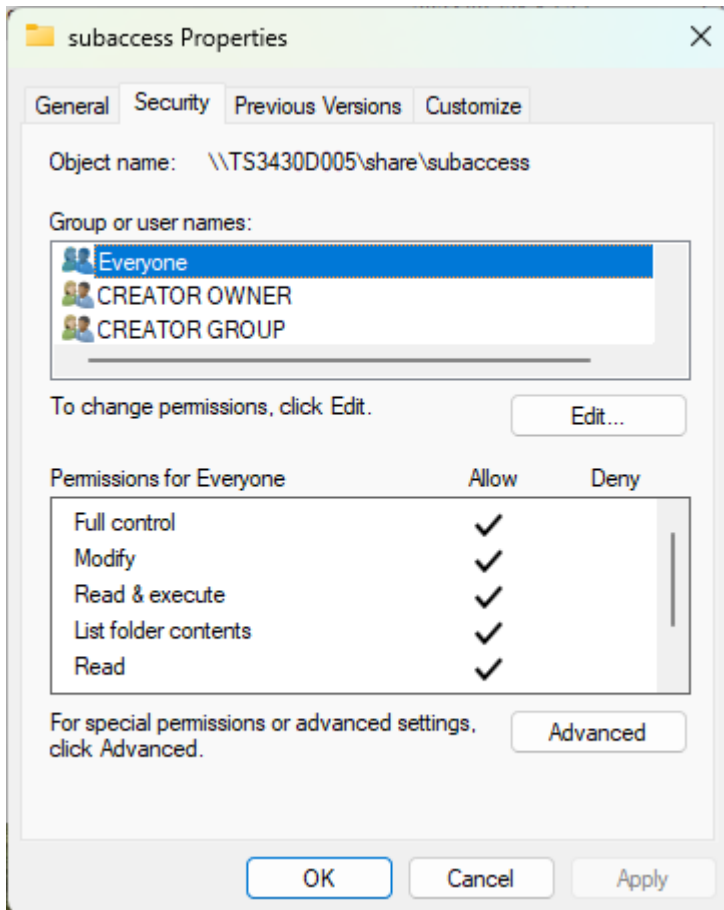 subaccess Properties
General Security Previous Versions Customize
Object name: \\TS3430D005\share\subaccess
Group or user names:
Everyone
CREATOR OWNER
CREATOR GROUP
To change permissions, click Edit.
Edit...
Permissions for Everyone Allow Deny
Full control
Modify
Read & execute
List folder contents
Read
For special permissions or advanced settings,
click Advanced.
Advanced
OK Cancel Apply